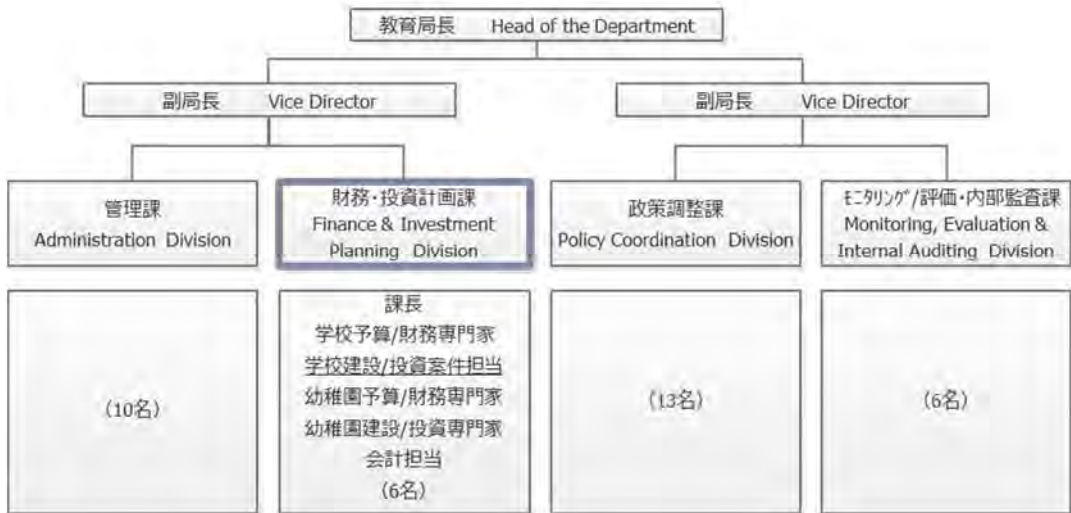 教育局長 Head of the Department
副局長 Vice Director
副局長 Vice Director
管理課
Administration Division
財務・投資計画課
Finance & Investment
Planning Division
政策調整課
Policy Coordination Division
ﾓﾆﾀﾘﾝｸﾞ/評価・内部監査課
Monitoring, Evaluation &
Internal Auditing Division
(10名)
課長
学校予算/財務専門家
学校建設/投資案件担当
幼稚園予算/財務専門家
幼稚園建設/投資専門家
会計担当
(6名)
(13名)
(6名)